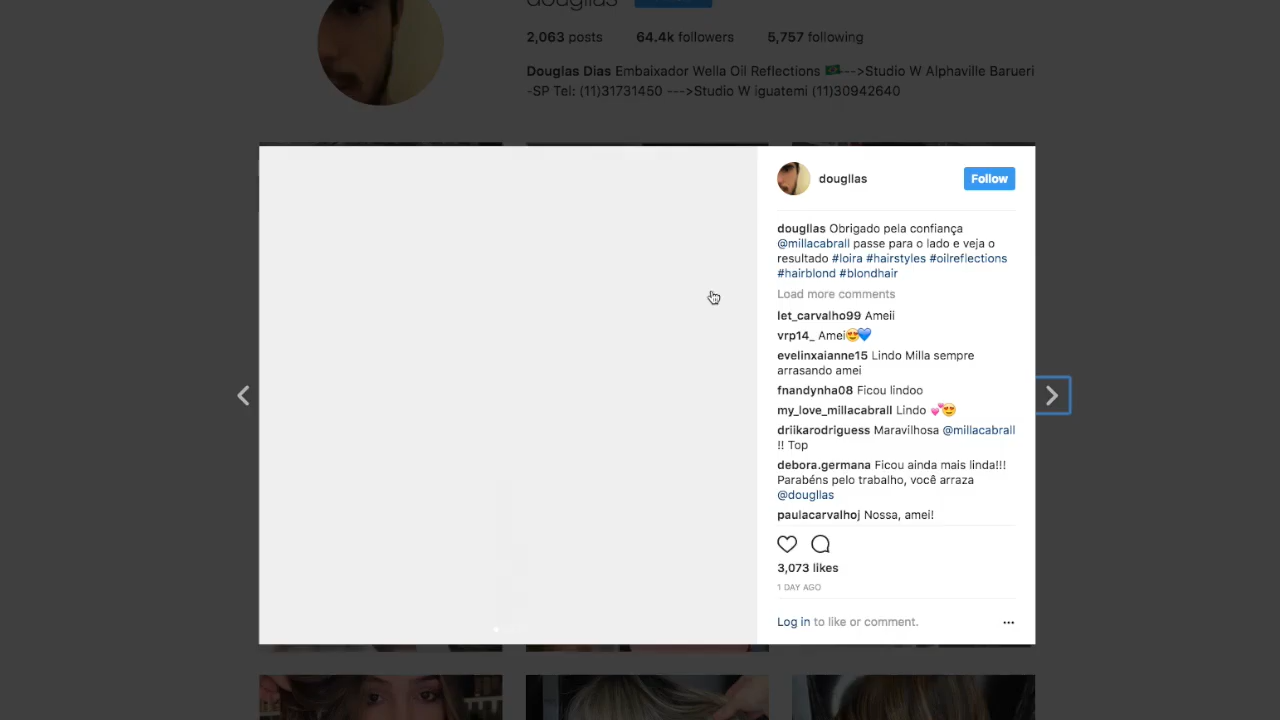 dougllas
2,063 posts 64.4k followers 5,757 following
Douglas Dias Embaixador Wella Oil Reflections 🇧🇷--->Studio W Alphaville Barueri
-SP Tel: (11)31731450 --->Studio W iguatemi (11)30942640
dougllas Follow
dougllas Obrigado pela confiança
@millacabrall passe para o lado e veja o
resultado #loira #hairstyles #oilreflections
#hairblond #blondhair
Load more comments
let_carvalho99 Ameii
vrp14_ Amei😍💙
evelinxaianne15 Lindo Milla sempre
arrasando amei
fnandynha08 Ficou lindoo
my_love_millacabrall Lindo 💕😍
driikarodriguess Maravilhosa @millacabrall
!! Top
debora.germana Ficou ainda mais linda!!!
Parabéns pelo trabalho, você arraza
@dougllas
paulacarvalhoj Nossa, amei!
3,073 likes
1 DAY AGO
Log in to like or comment.